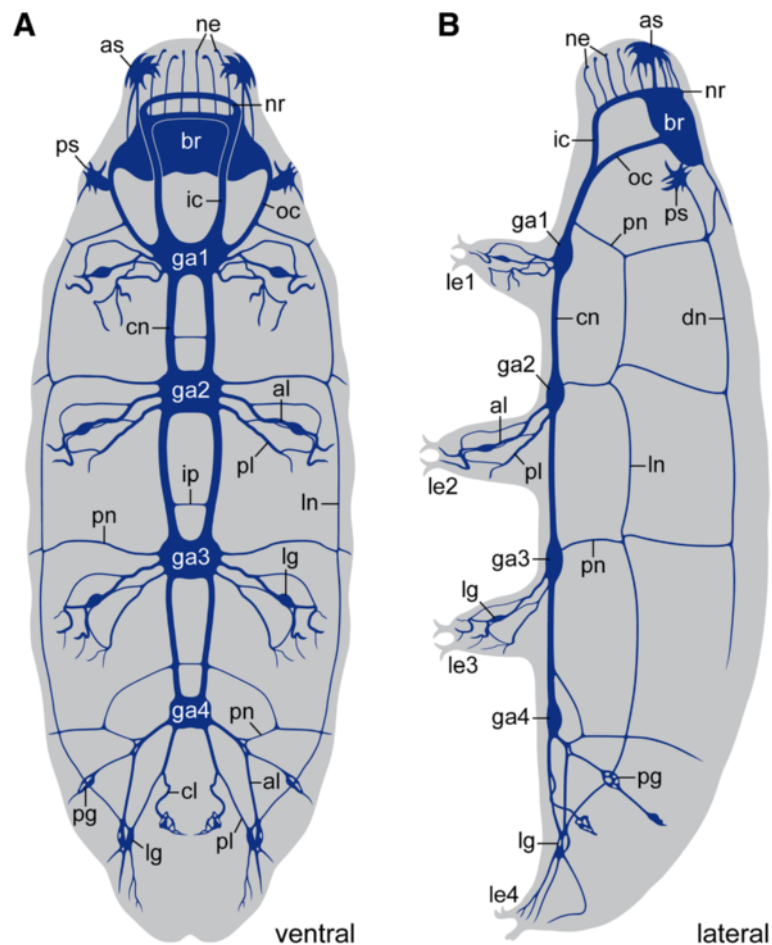 A
ne
as
nr
br
ps
ic
oc
ga1
cn
ga2
al
pl
ip
ln
pn
ga3
lg
ga4
pn
cl
al
pg
lg
pl
ventral
B
as
ne
nr
br
ic
oc
ps
ga1
pn
le1
cn
dn
ga2
al
pl
ln
le2
ga3
pn
lg
le3
ga4
pg
lg
le4
lateral